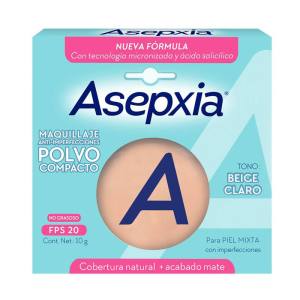 NUEVA FÓRMULA
Con tecnología micronizada y ácido salicílico
Asepxia®
MAQUILLAJE
ANTI-IMPERFECCIONES
POLVO
COMPACTO
TONO:
BEIGE
CLARO
A
NO GRASOSO
FPS 20
Cont. Net. 10 g
Para PIEL MIXTA
con imperfecciones
Cobertura natural + acabado mate